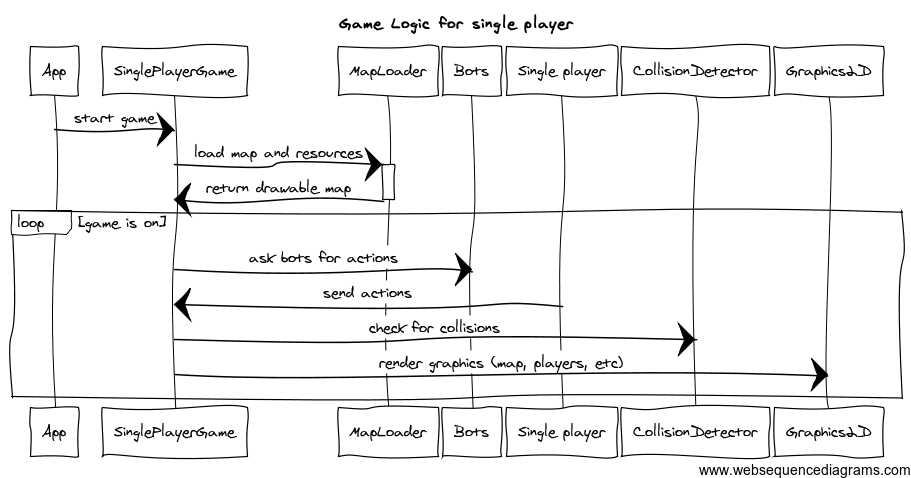 Game Logic for single player
App SinglePlayerGame MapLoader Bots Single player CollisionDetector Graphics2D
start game
load map and resources
return drawable map
loop [game is on]
ask bots for actions
send actions
check for collisions
render graphics (map, players, etc)
App SinglePlayerGame MapLoader Bots Single player CollisionDetector Graphics2D
www.websequencediagrams.com